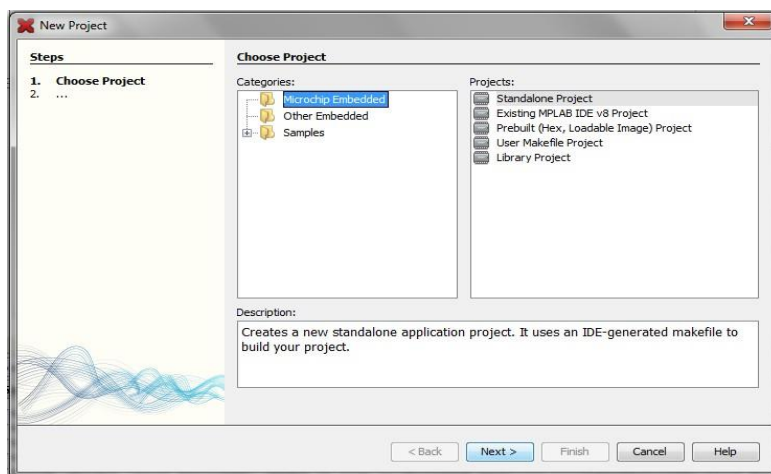 New Project
Steps
1. Choose Project
2. ...
Choose Project
Categories:
Microchip Embedded
Other Embedded
Samples
Projects:
Standalone Project
Existing MPLAB IDE v8 Project
Prebuilt (Hex, Loadable Image) Project
User Makefile Project
Library Project
Description:
Creates a new standalone application project. It uses an IDE-generated makefile to
build your project.
< Back
Next >
Finish
Cancel
Help